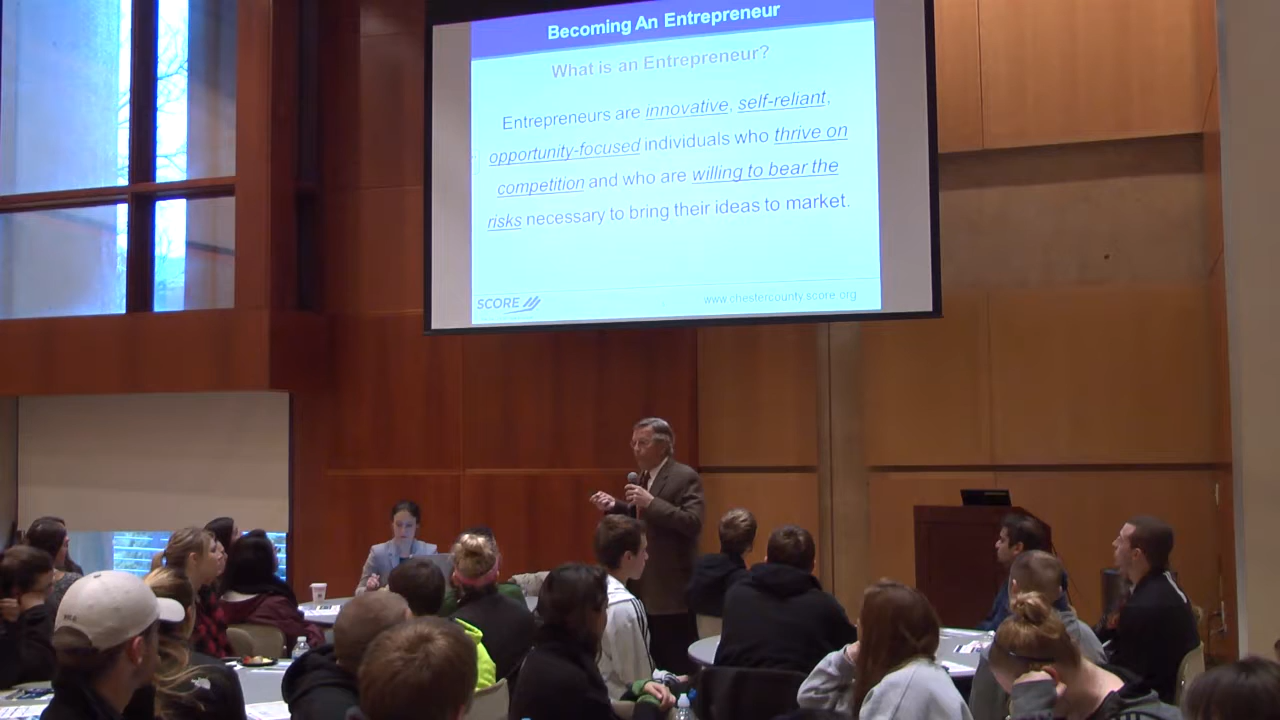 Becoming An Entrepreneur
What is an Entrepreneur?
Entrepreneurs are innovative, self-reliant,
opportunity-focused individuals who thrive on
competition and who are willing to bear the
risks necessary to bring their ideas to market.
SCORE
www.chestercounty.score.org